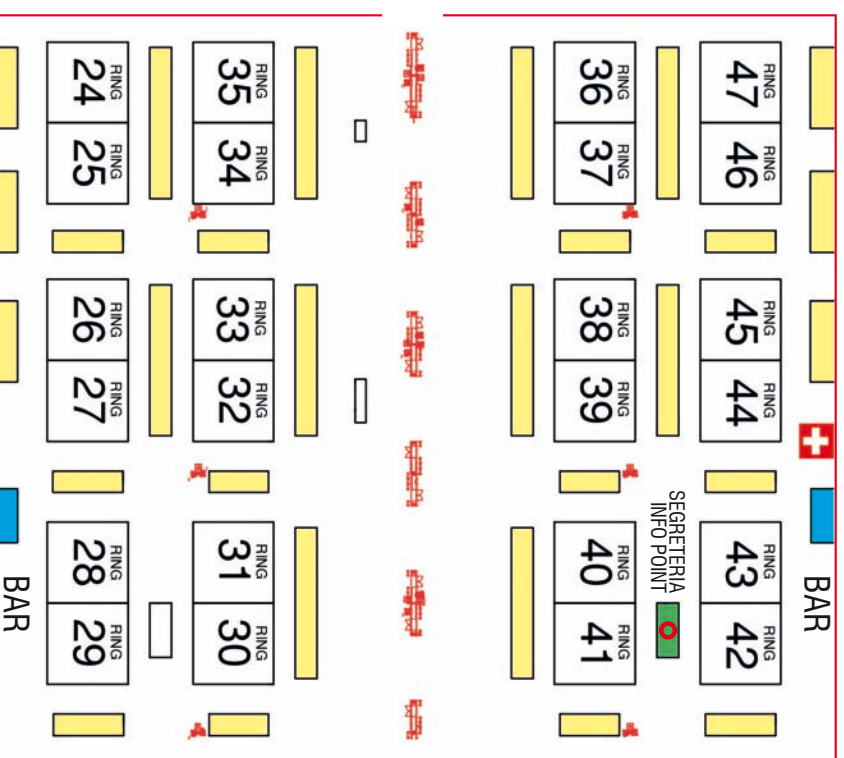 RING 24
RING 35
RING 36
RING 47
RING 25
RING 34
RING 37
RING 46
RING 26
RING 33
RING 38
RING 45
RING 27
RING 32
RING 39
RING 44
SEGRETERIA
INFO POINT
RING 28
RING 31
RING 40
RING 43
BAR
BAR
RING 29
RING 30
RING 41
RING 42